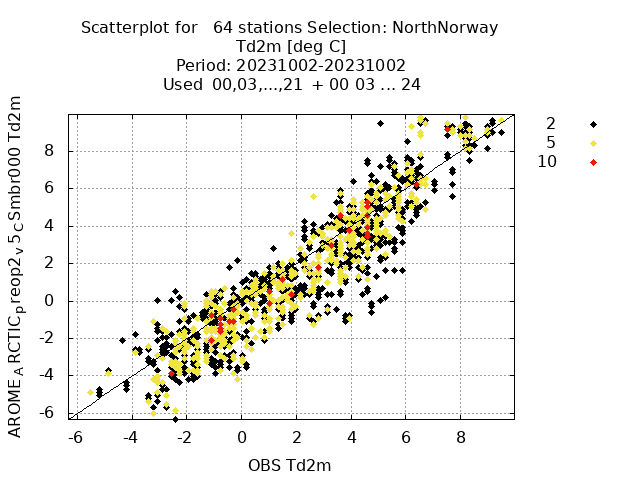 Scatterplot for   64 stations Selection: NorthNorway
Td2m [deg C]
Period: 20231002-20231002
Used  00,03,...,21  + 00 03 ... 24
2
5
10
AROME_ARCTIC_preop2_v5_CSmbr000 Td2m
8
6
4
2
0
-2
-4
-6
-6 -4 -2 0 2 4 6 8
OBS Td2m